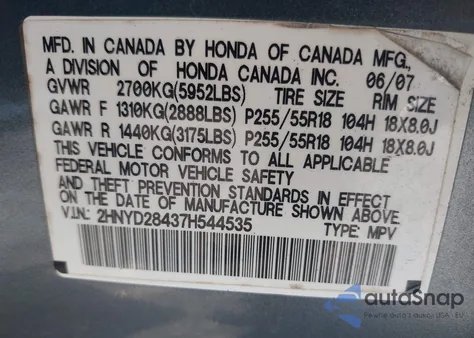 MFD. IN CANADA BY HONDA OF CANADA MFG.,
A DIVISION OF HONDA CANADA INC. 06/07
GVWR 2700KG(5952LBS) TIRE SIZE RIM SIZE
GAWR F 1310KG(2888LBS) P255/55R18 104H 18X8.0J
GAWR R 1440KG(3175LBS) P255/55R18 104H 18X8.0J
THIS VEHICLE CONFORMS TO ALL APPLICABLE
FEDERAL MOTOR VEHICLE SAFETY
AND THEFT PREVENTION STANDARDS IN EFFECT
ON THE DATE OF MANUFACTURE SHOWN ABOVE.
V.I.N.: 2HNYD28437H544535 TYPE: MPV
autoSnap